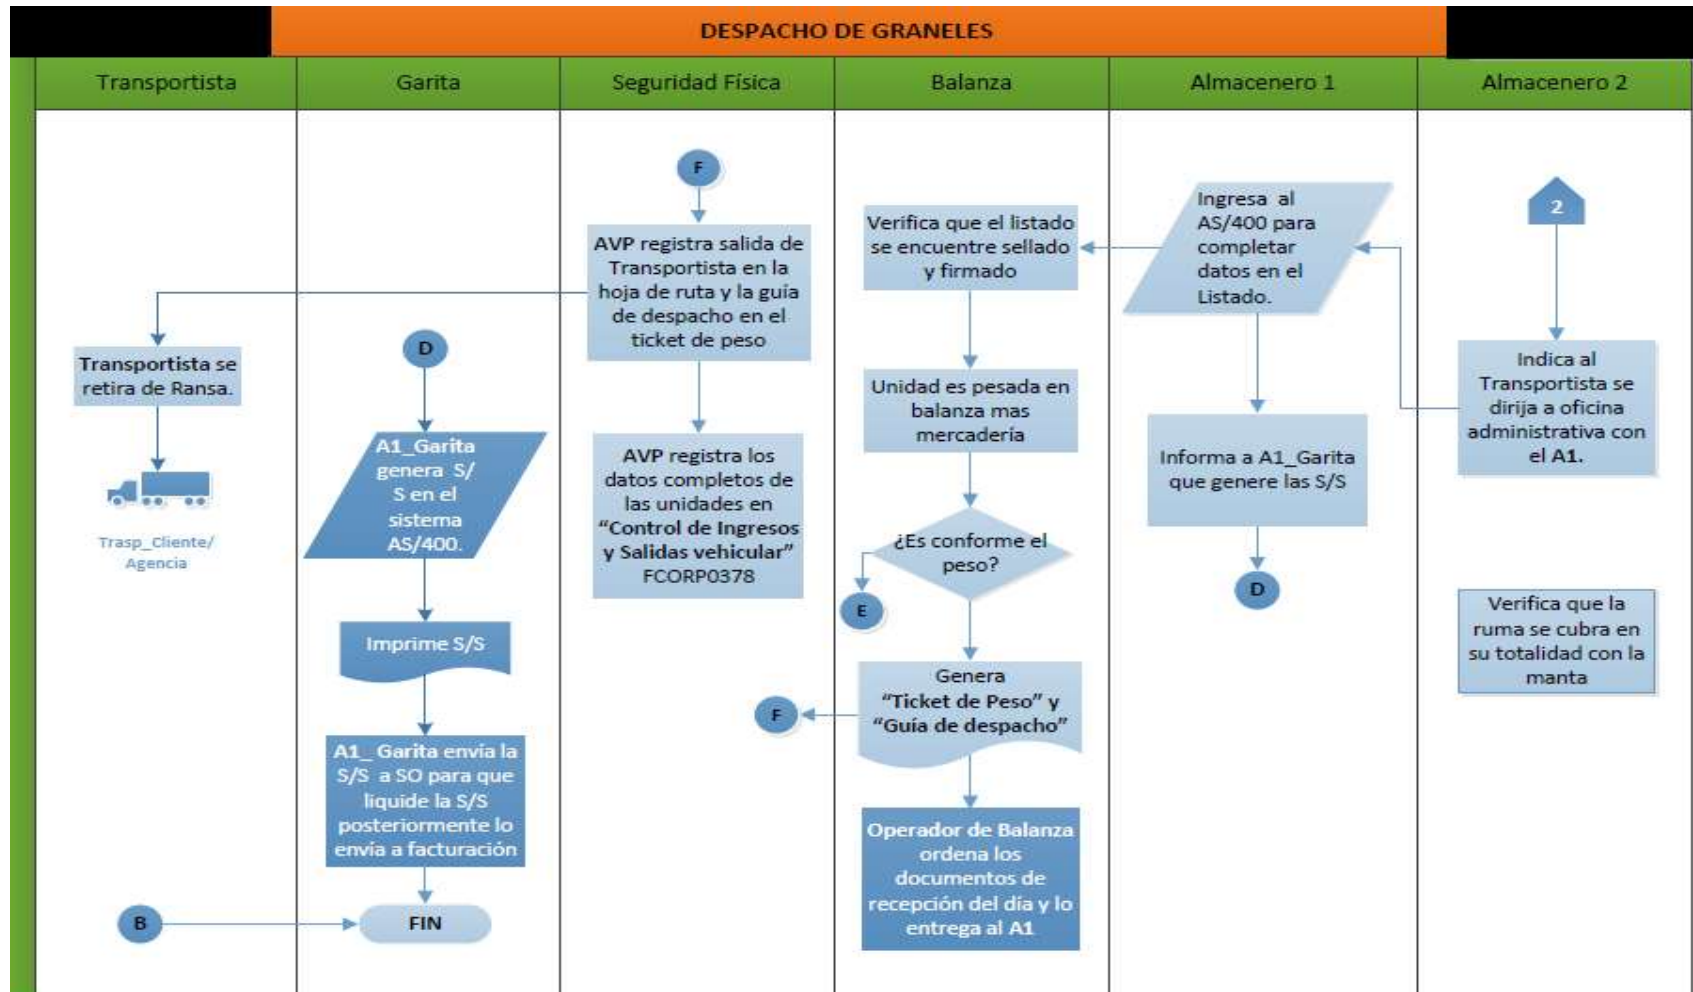 DESPACHO DE GRANELES
Transportista
Garita
Seguridad Física
Balanza
Almacenero 1
Almacenero 2
Transportista se
retira de Ransa.
Trasp_Cliente/
Agencia
B
D
A1_Garita
genera S/
S en el
sistema
AS/400.
Imprime S/S
A1_ Garita envía la
S/S a SO para que
liquide la S/S
posteriormente lo
envía a facturación
FIN
F
AVP registra salida de
Transportista en la
hoja de ruta y la guía
de despacho en el
ticket de peso
AVP registra los
datos completos de
las unidades en
“Control de Ingresos
y Salidas vehicular”
FCORP0378
F
Verifica que el listado
se encuentre sellado
y firmado
Unidad es pesada en
balanza mas
mercadería
¿Es conforme el
peso?
E
Genera
“Ticket de Peso” y
“Guía de despacho”
Operador de Balanza
ordena los
documentos de
recepción del día y lo
entrega al A1
Ingresa al
AS/400 para
completar
datos en el
Listado.
Informa a A1_Garita
que genere las S/S
D
2
Indica al
Transportista se
dirija a oficina
administrativa con
el A1.
Verifica que la
ruma se cubra en
su totalidad con la
manta